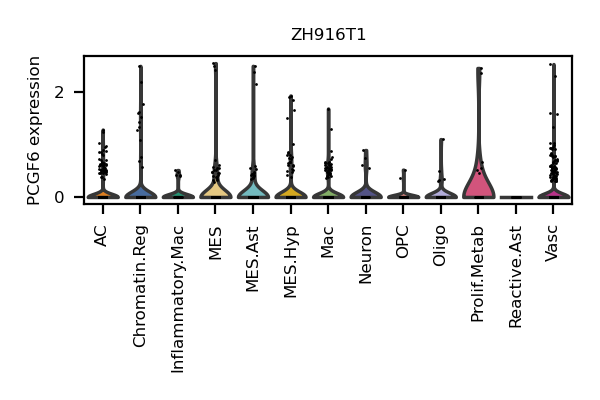 ZH916T1
PCGF6 expression
2
0
AC
Chromatin.Reg
Inflammatory.Mac
MES
MES.Ast
MES.Hyp
Mac
Neuron
OPC
Oligo
Prolif.Metab
Reactive.Ast
Vasc